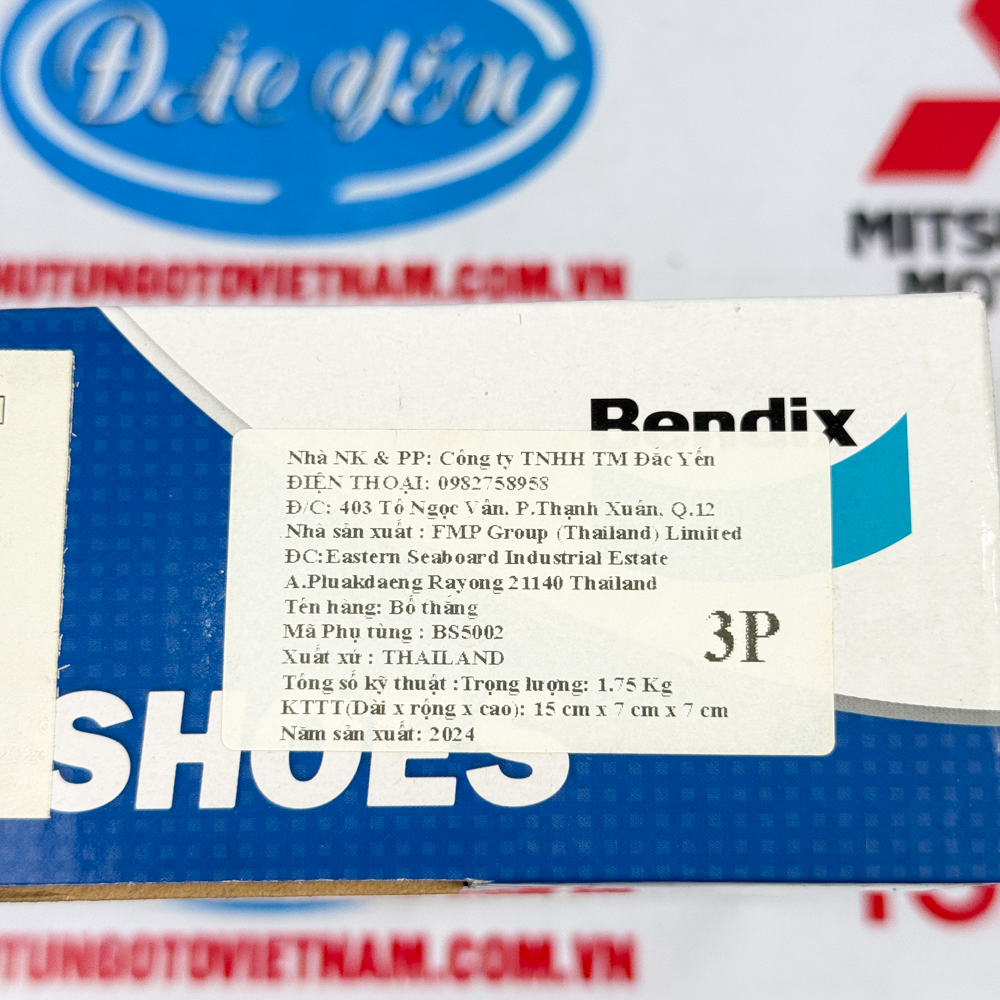 ĐẮC YẾN
MITS
MO
HUTUNGOTOVIETNAM.COM.VN
Bendix
Nhà NK & PP: Công ty TNHH TM Đắc Yến
ĐIỆN THOẠI: 0982758958
Đ/C: 403 Tô Ngọc Vân, P.Thạnh Xuân, Q.12
Nhà sản xuất : FMP Group (Thailand) Limited
ĐC:Eastern Seaboard Industrial Estate
A.Pluakdaeng Rayong 21140 Thailand
Tên hàng: Bố thắng
Mã Phụ tùng : BS5002
3P
Xuất xứ : THAILAND
Tổng số kỹ thuật :Trọng lượng: 1.75 Kg
KTTT(Dài x rộng x cao): 15 cm x 7 cm x 7 cm
Năm sản xuất: 2024
SHOES
TUNGOTOVIETNAM.COM.VN